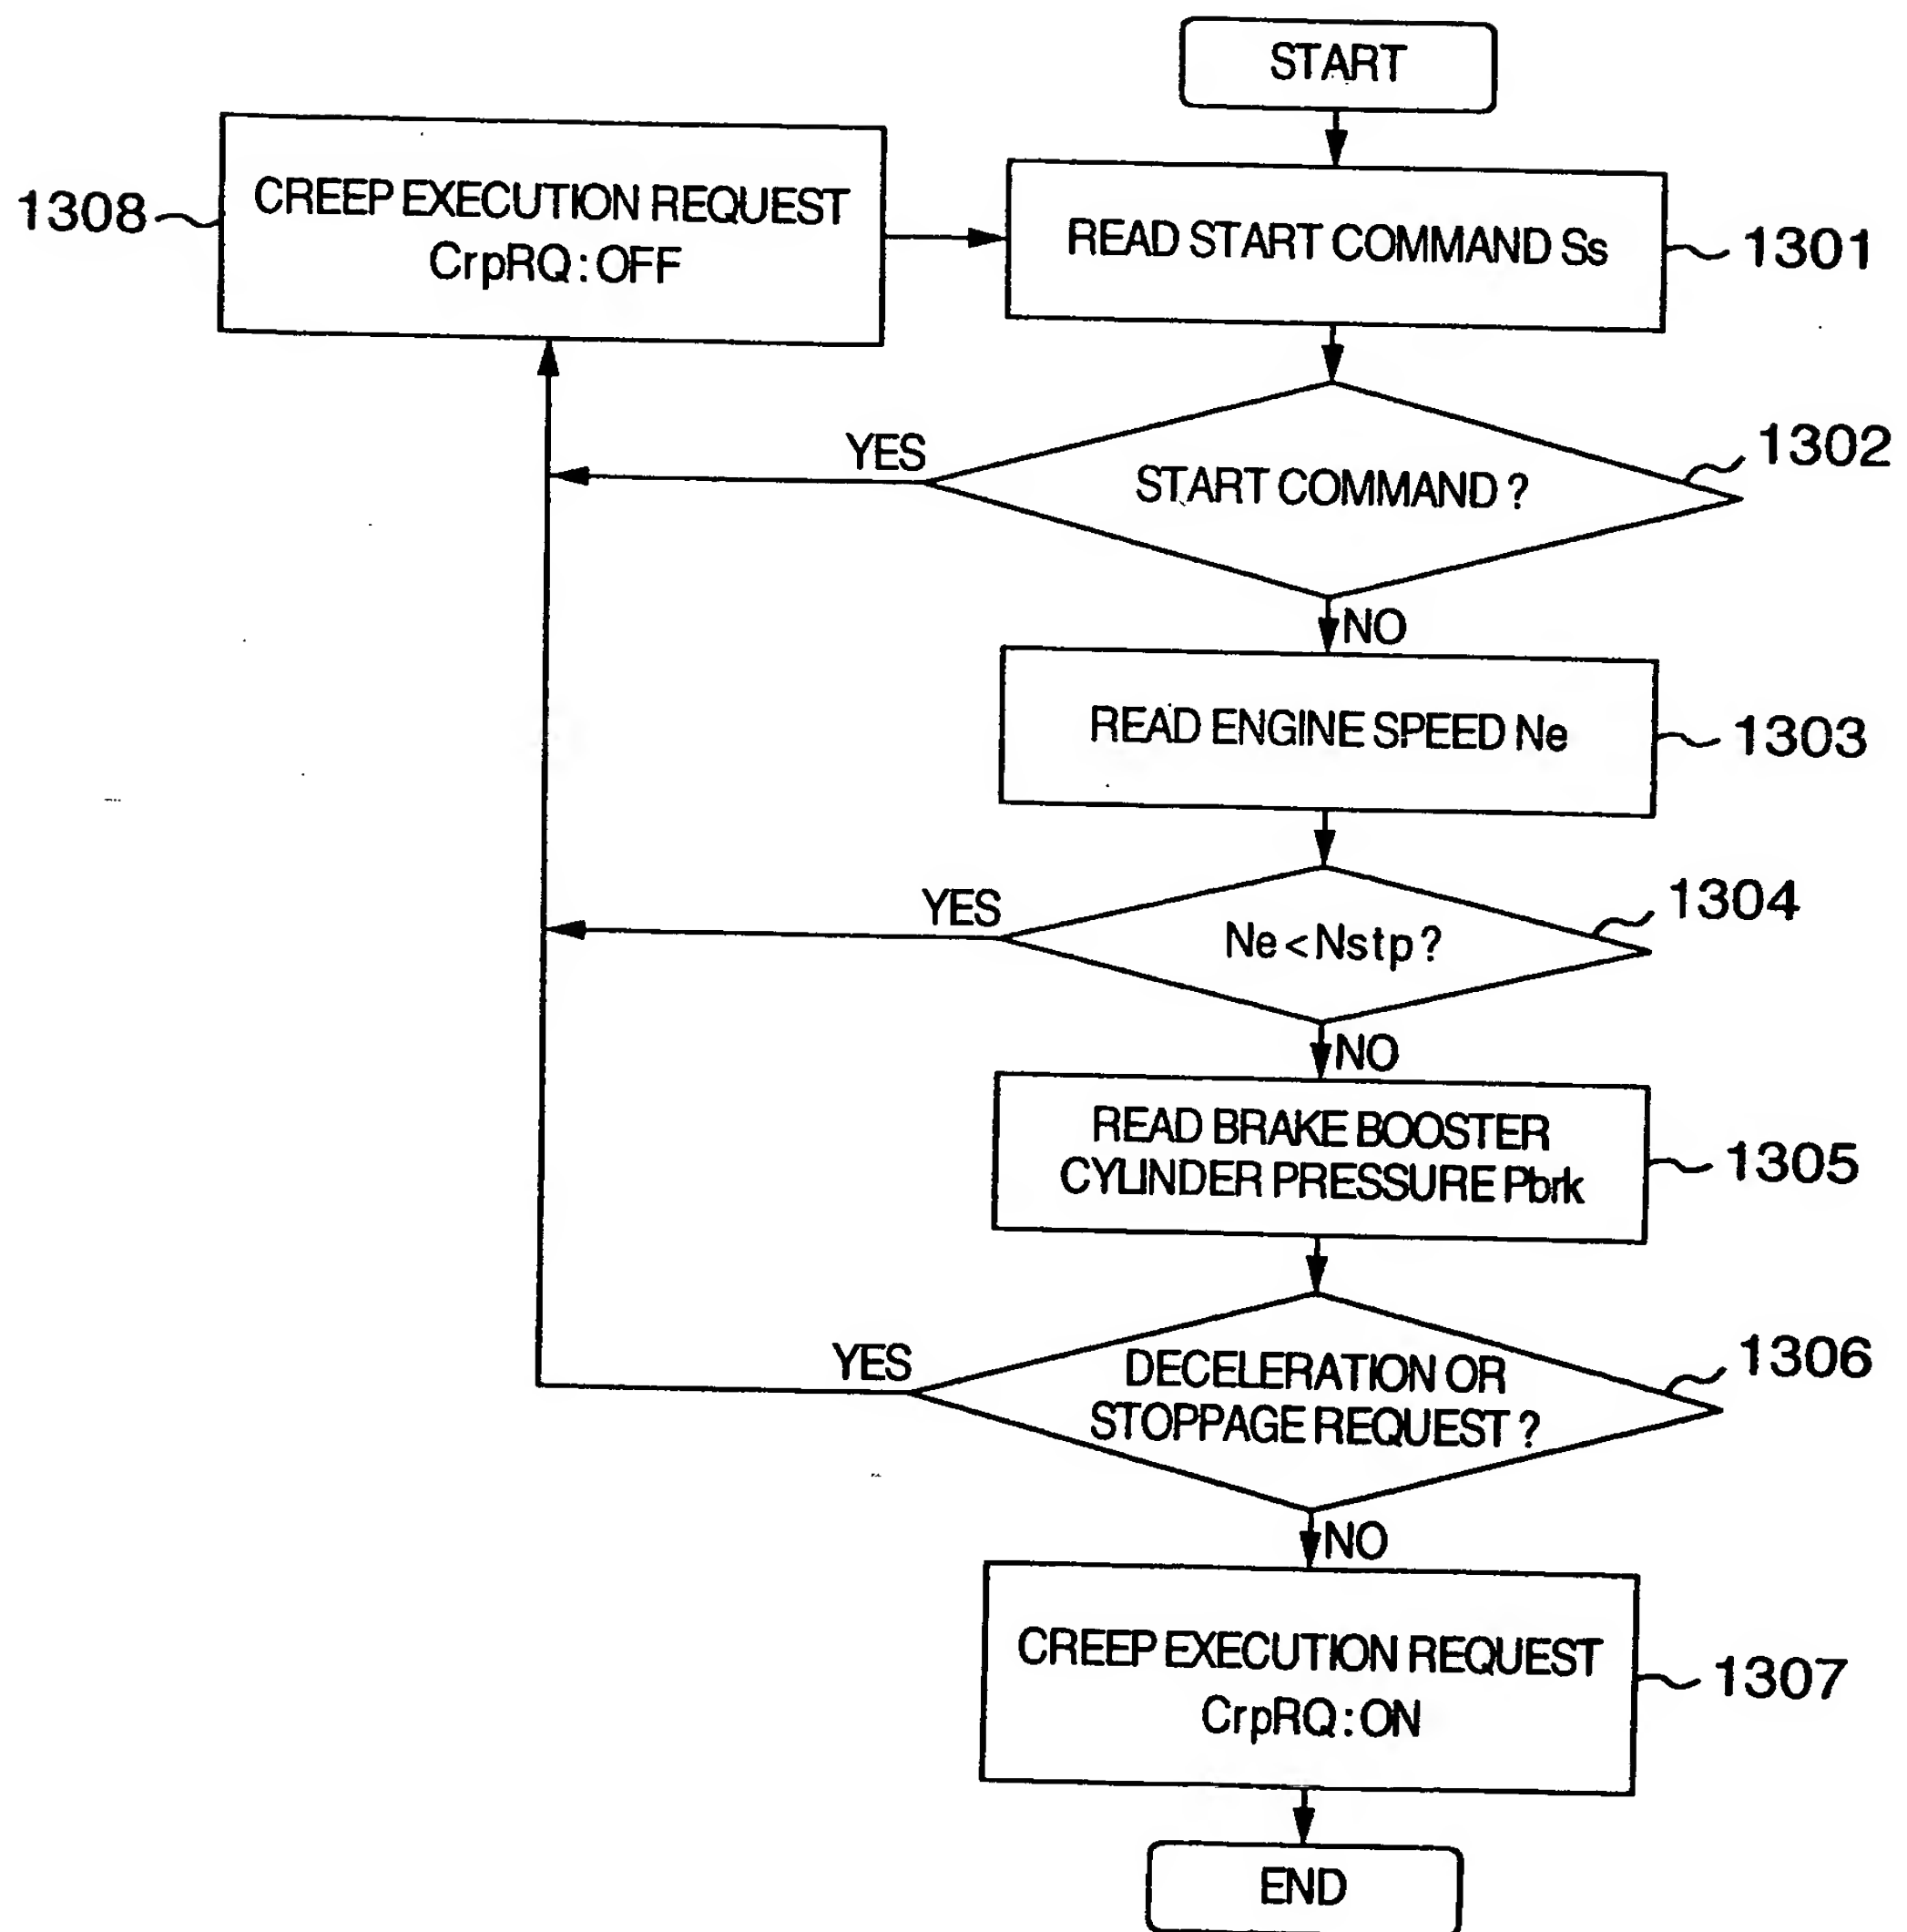 START
CREEP EXECUTION REQUEST
CrpRQ:OFF
1308
READ START COMMAND Ss
1301
START COMMAND?
1302
YES
NO
READ ENGINE SPEED Ne
1303
Ne<Nstp?
1304
YES
NO
READ BRAKE BOOSTER
CYLINDER PRESSURE Pbrk
1305
DECELERATION OR
STOPPAGE REQUEST?
1306
YES
NO
CREEP EXECUTION REQUEST
CrpRQ:ON
1307
END